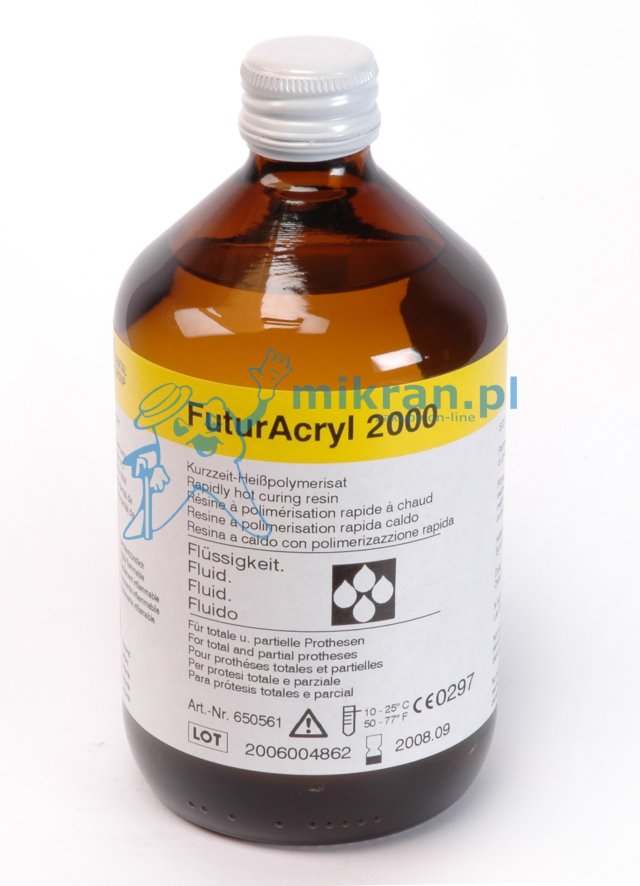 mikran.pl
FuturAcryl 2000
Kurzzeit-Heißpolymerisat
Rapidly hot curing resin
Résine à polimérisation rapide à chaud
Resine a polimerisation rapida caldo
Resina a caldo con polimerizazzione rapida
Flüssigkeit.
Fluid.
Fluid.
Fluido
Für totale u. partielle Prothesen
For total and partial protheses
Pour prothéses totales et partielles
Per protesi totale e parziale
Para prótesis totales e parcial
Art.-Nr. 650561
10 - 25° C
50 - 77° F
CE0297
LOT 2006004862
2008.09